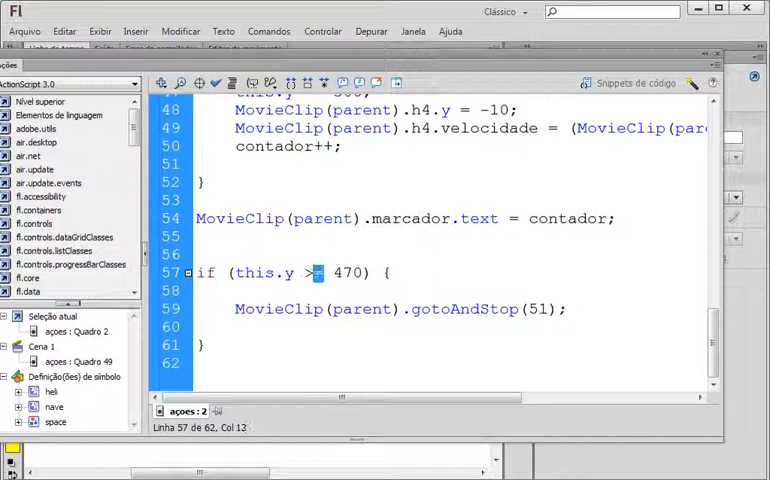 Fl
Clássico
Arquivo Editar Exibir Inserir Modificar Texto Comandos Controlar Depurar Janela Ajuda
Ações
ActionScript 3.0
Snippets de código
Nível superior
Elementos de linguagem
adobe.utils
air.desktop
air.net
air.update
air.update.events
fl.accessibility
fl.containers
fl.controls
fl.controls.dataGridClasses
fl.controls.listClasses
fl.controls.progressBarClasses
fl.core
fl.data
Seleção atual
açoes : Quadro 2
Cena 1
açoes : Quadro 49
Definição(ões) de símbolo
heli
nave
space
48 MovieClip(parent).h4.y = -10;
49 MovieClip(parent).h4.velocidade = (MovieClip(par
50 contador++;
51
52 }
53
54 MovieClip(parent).marcador.text = contador;
55
56
57 if (this.y >= 470) {
58
59 MovieClip(parent).gotoAndStop(51);
60
61 }
62
açoes : 2
Linha 57 de 62, Col 12